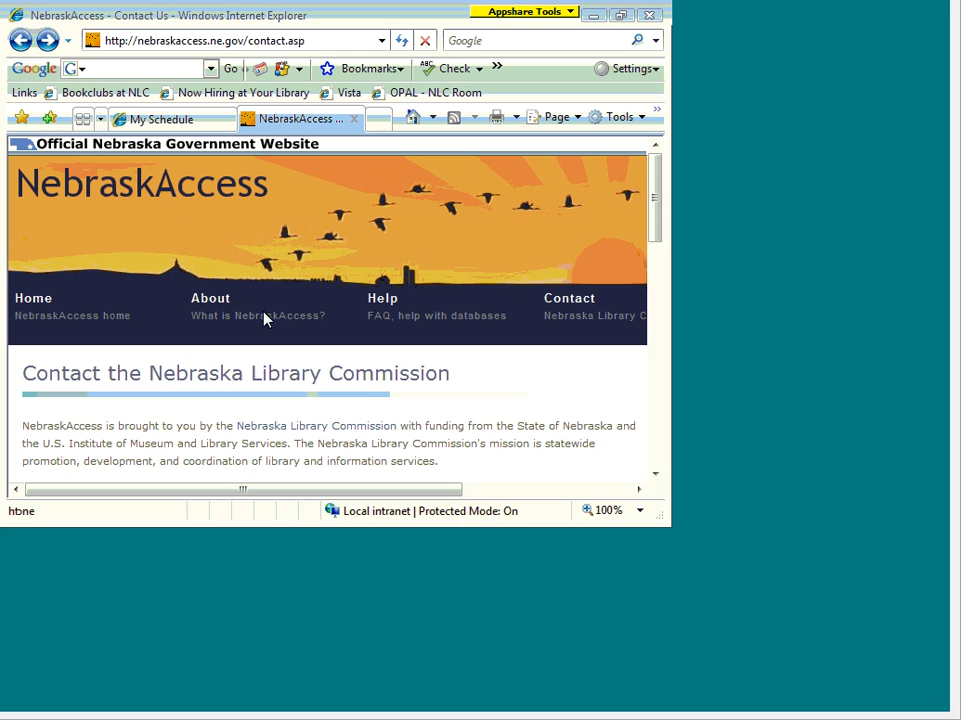 NebraskAccess - Contact Us - Windows Internet Explorer
Appshare Tools
http://nebraskaccess.ne.gov/contact.asp
Google
Google G Go Bookmarks ABC Check » Settings
Links Bookclubs at NLC Now Hiring at Your Library Vista OPAL - NLC Room
My Schedule NebraskAccess ... Page Tools »
Official Nebraska Government Website
NebraskAccess
Home About Help Contact
NebraskAccess home What is NebraskAccess? FAQ, help with databases Nebraska Library C
Contact the Nebraska Library Commission
NebraskAccess is brought to you by the Nebraska Library Commission with funding from the State of Nebraska and
the U.S. Institute of Museum and Library Services. The Nebraska Library Commission's mission is statewide
promotion, development, and coordination of library and information services.
Local intranet | Protected Mode: On 100%